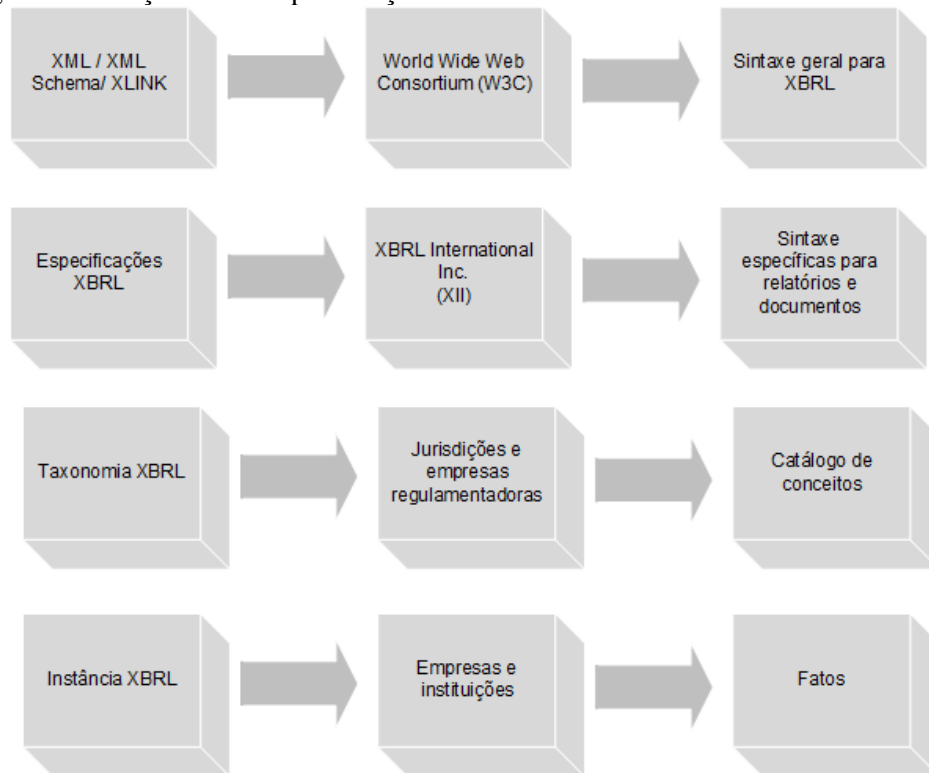 XML / XML
Schema/ XLINK
World Wide Web
Consortium (W3C)
Sintaxe geral para
XBRL
Especificações
XBRL
XBRL International
Inc.
(XII)
Sintaxe
específicas para
relatórios e
documentos
Taxonomia XBRL
Jurisdições e
empresas
regulamentadoras
Catálogo de
conceitos
Instância XBRL
Empresas e
instituições
Fatos